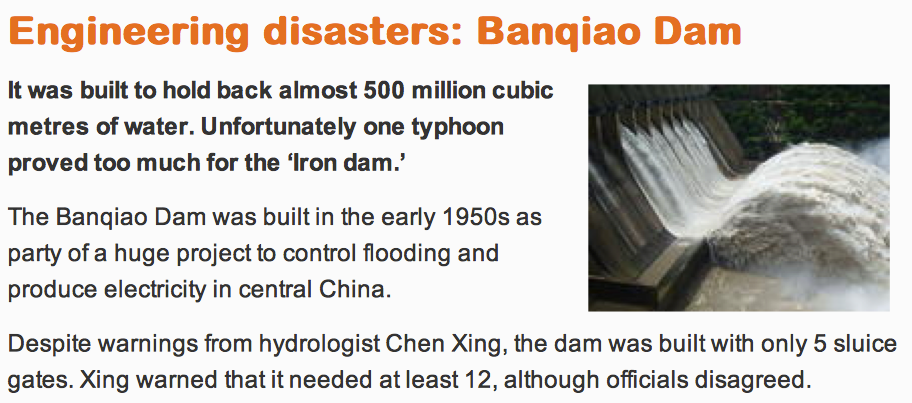 Engineering disasters: Banqiao Dam
It was built to hold back almost 500 million cubic
metres of water. Unfortunately one typhoon
proved too much for the ‘Iron dam.’
The Banqiao Dam was built in the early 1950s as
party of a huge project to control flooding and
produce electricity in central China.
Despite warnings from hydrologist Chen Xing, the dam was built with only 5 sluice
gates. Xing warned that it needed at least 12, although officials disagreed.